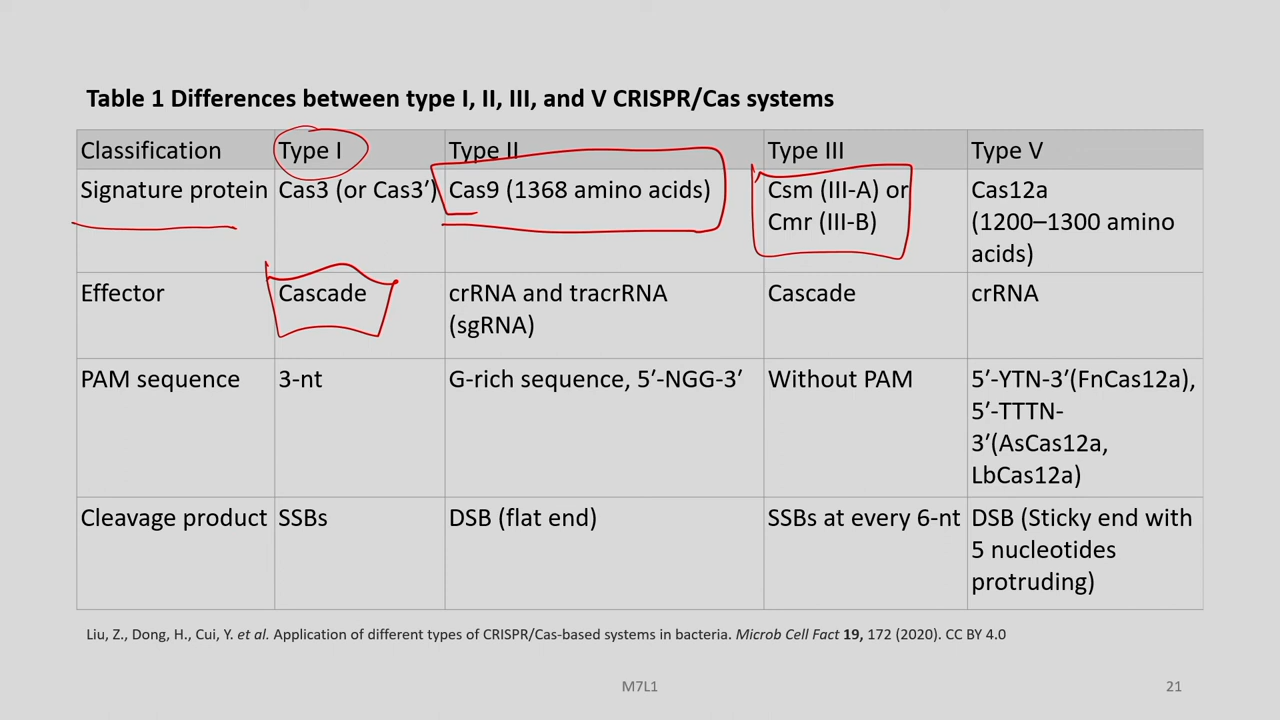 Table 1 Differences between type I, II, III, and V CRISPR/Cas systems
Classification Type I Type II Type III Type V
Signature protein Cas3 (or Cas3′) Cas9 (1368 amino acids) Csm (III-A) or Cas12a
Cmr (III-B) (1200–1300 amino
acids)
Effector Cascade crRNA and tracrRNA Cascade crRNA
(sgRNA)
PAM sequence 3-nt G-rich sequence, 5′-NGG-3′ Without PAM 5′-YTN-3′(FnCas12a),
5′-TTTN-
3′(AsCas12a,
LbCas12a)
Cleavage product SSBs DSB (flat end) SSBs at every 6-nt DSB (Sticky end with
5 nucleotides
protruding)
Liu, Z., Dong, H., Cui, Y. et al. Application of different types of CRISPR/Cas-based systems in bacteria. Microb Cell Fact 19, 172 (2020). CC BY 4.0
M7L1 21